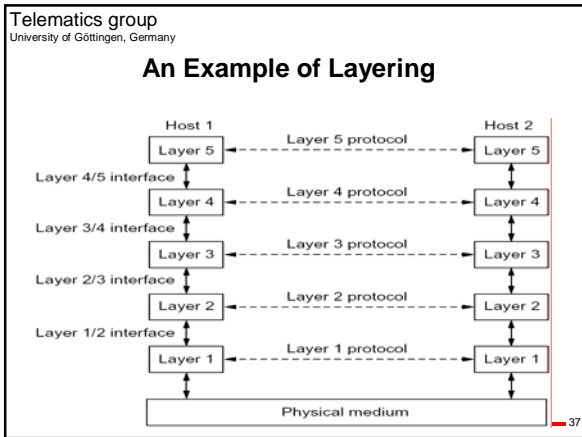 Telematics group
University of Göttingen, Germany
An Example of Layering
Host 1 Host 2
Layer 5 Layer 5 protocol Layer 5
Layer 4/5 interface
Layer 4 Layer 4 protocol Layer 4
Layer 3/4 interface
Layer 3 Layer 3 protocol Layer 3
Layer 2/3 interface
Layer 2 Layer 2 protocol Layer 2
Layer 1/2 interface
Layer 1 Layer 1 protocol Layer 1
Physical medium
37